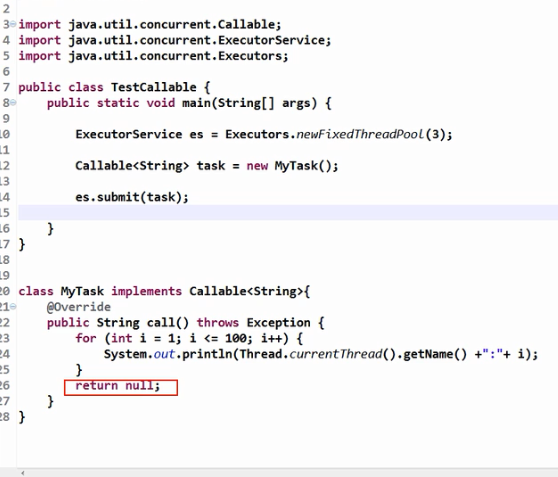 2
3 import java.util.concurrent.Callable;
4 import java.util.concurrent.ExecutorService;
5 import java.util.concurrent.Executors;
6
7 public class TestCallable {
8     public static void main(String[] args) {
9
10         ExecutorService es = Executors.newFixedThreadPool(3);
11
12         Callable<String> task = new MyTask();
13
14         es.submit(task);
15
16     }
17 }
18
19
20 class MyTask implements Callable<String>{
21     @Override
22     public String call() throws Exception {
23         for (int i = 1; i <= 100; i++) {
24             System.out.println(Thread.currentThread().getName() +":"+ i);
25         }
26         return null;
27     }
28 }